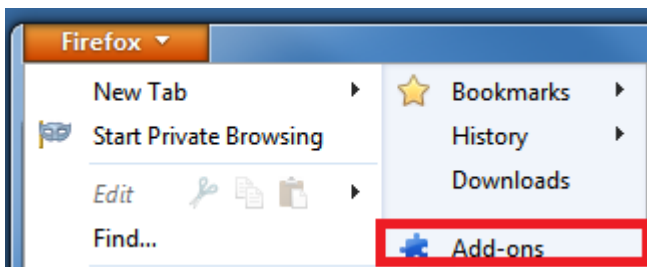 Firefox
New Tab
Start Private Browsing
Edit
Find...
Bookmarks
History
Downloads
Add-ons